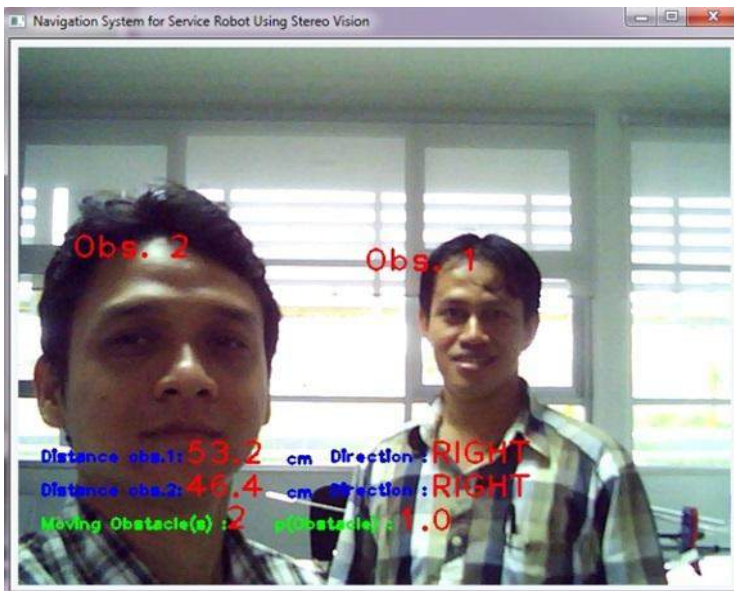 Navigation System for Service Robot Using Stereo Vision
Obs. 2
Obs. 1
Distance obs.1: 53.2 cm Direction : RIGHT
Distance obs.2: 46.4 cm Direction : RIGHT
Moving Obstacle(s) : 2 p(Obstacle) : 1.0